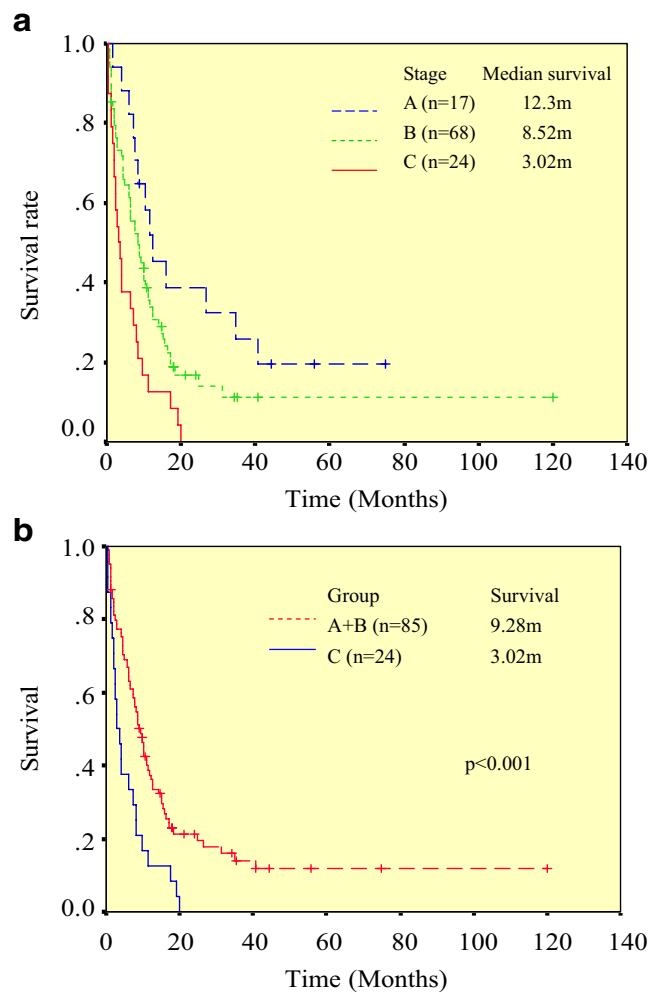 a
1.0
.8
.6
.4
.2
0.0
Survival rate
Stage Median survival
A (n=17) 12.3m
B (n=68) 8.52m
C (n=24) 3.02m
0 20 40 60 80 100 120 140
Time (Months)
b
1.0
.8
.6
.4
.2
0.0
Survival
Group Survival
A+B (n=85) 9.28m
C (n=24) 3.02m
p<0.001
0 20 40 60 80 100 120 140
Time (Months)